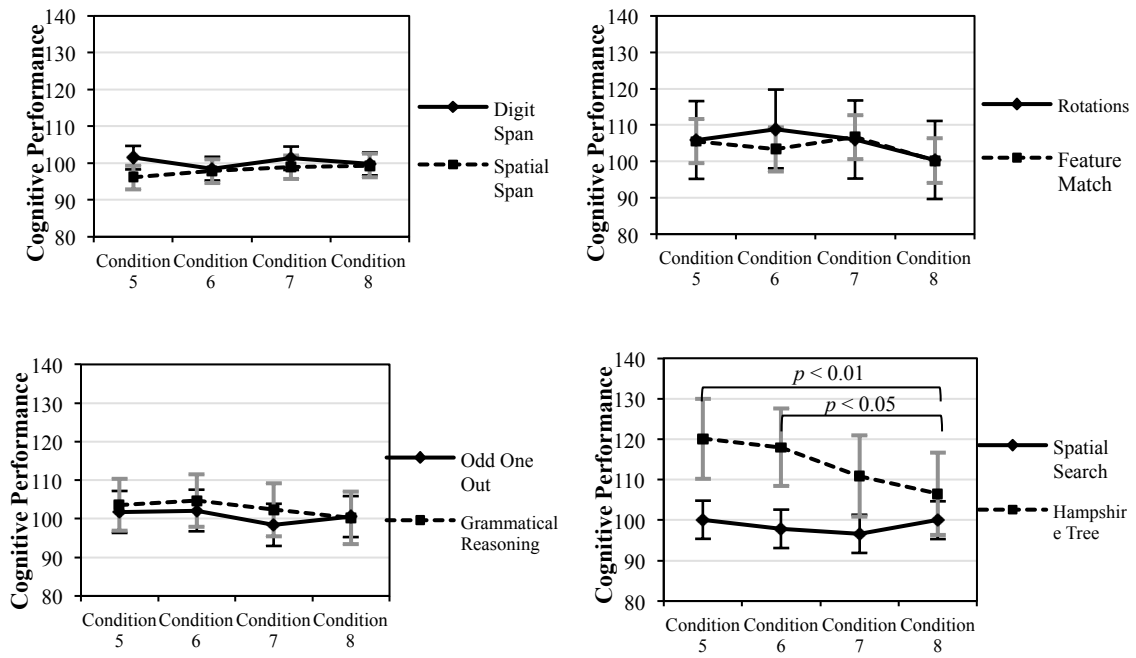 Cognitive Performance
140
130
120
110
100
90
80
Condition Condition Condition Condition
5 6 7 8
Digit
Span
Spatial
Span
Cognitive Performance
140
130
120
110
100
90
80
Condition Condition Condition Condition
5 6 7 8
Rotations
Feature
Match
Cognitive Performance
140
130
120
110
100
90
80
Condition Condition Condition Condition
5 6 7 8
Odd One
Out
Grammatical
Reasoning
Cognitive Performance
140
130
120
110
100
90
80
p < 0.01
p < 0.05
Condition Condition Condition Condition
5 6 7 8
Spatial
Search
Hampshir
e Tree